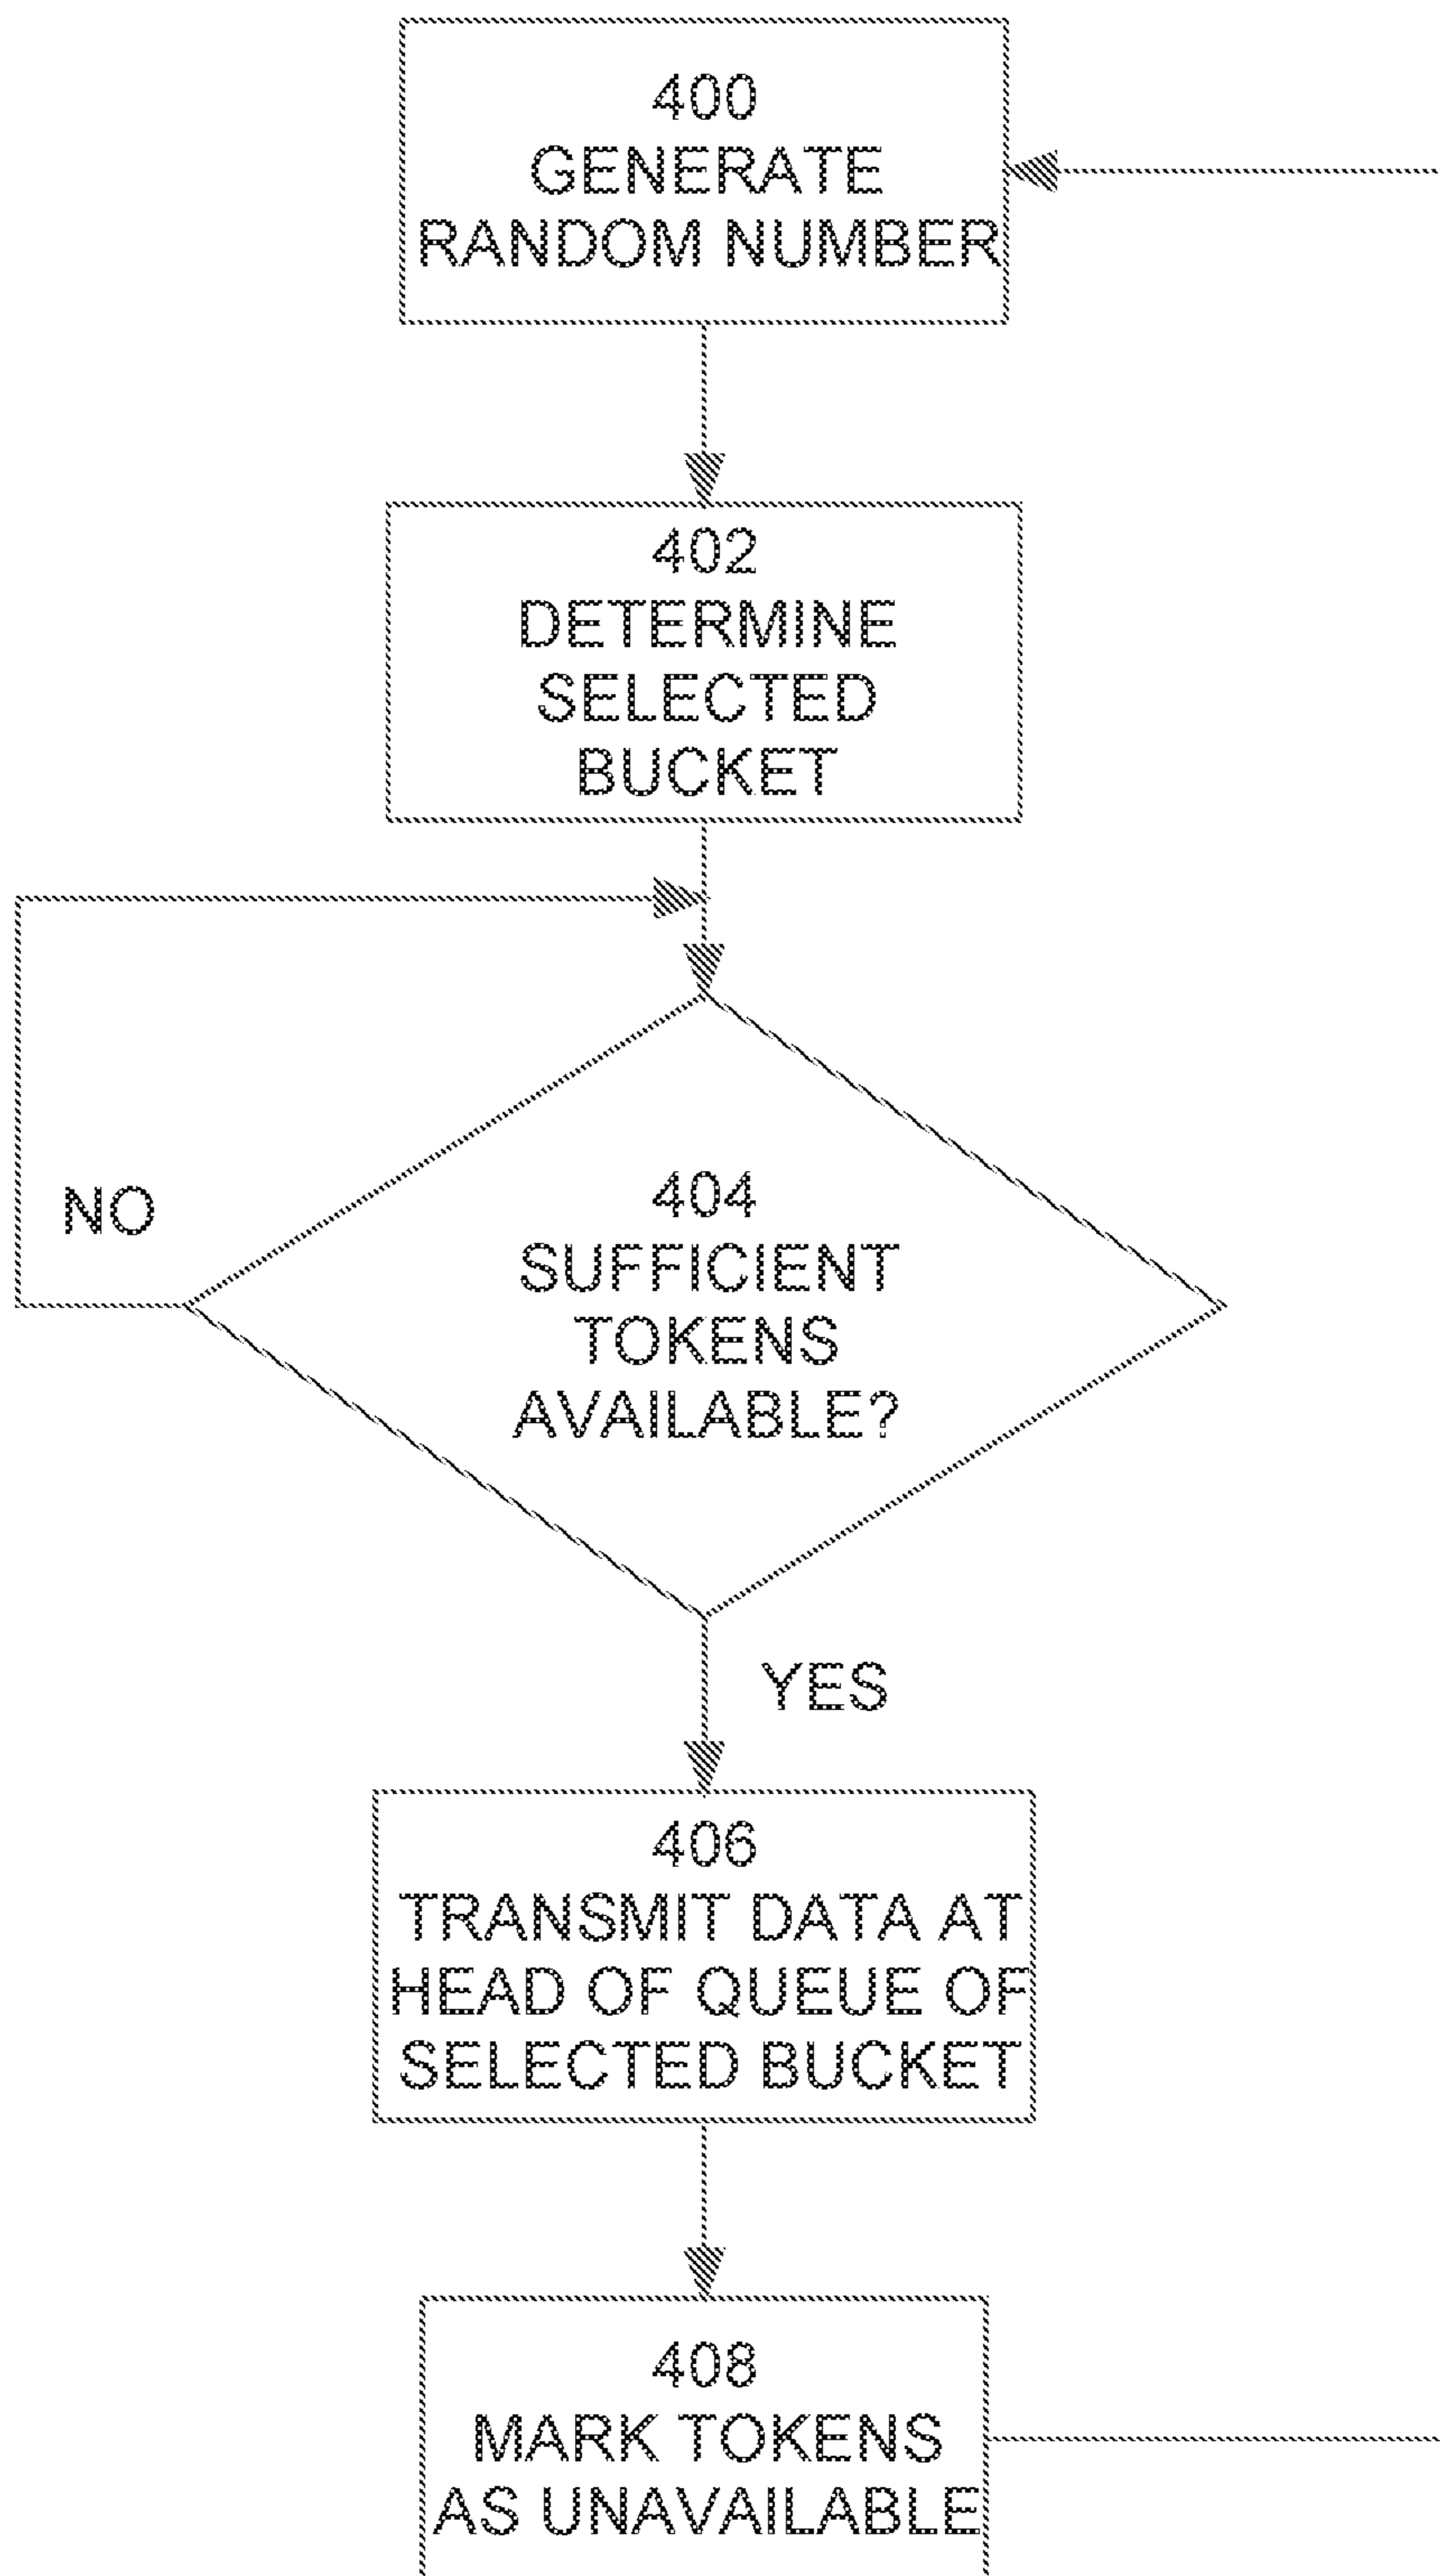 400
GENERATE
RANDOM NUMBER
402
DETERMINE
SELECTED
BUCKET
NO
404
SUFFICIENT
TOKENS
AVAILABLE?
YES
406
TRANSMIT DATA AT
HEAD OF QUEUE OF
SELECTED BUCKET
408
MARK TOKENS
AS UNAVAILABLE